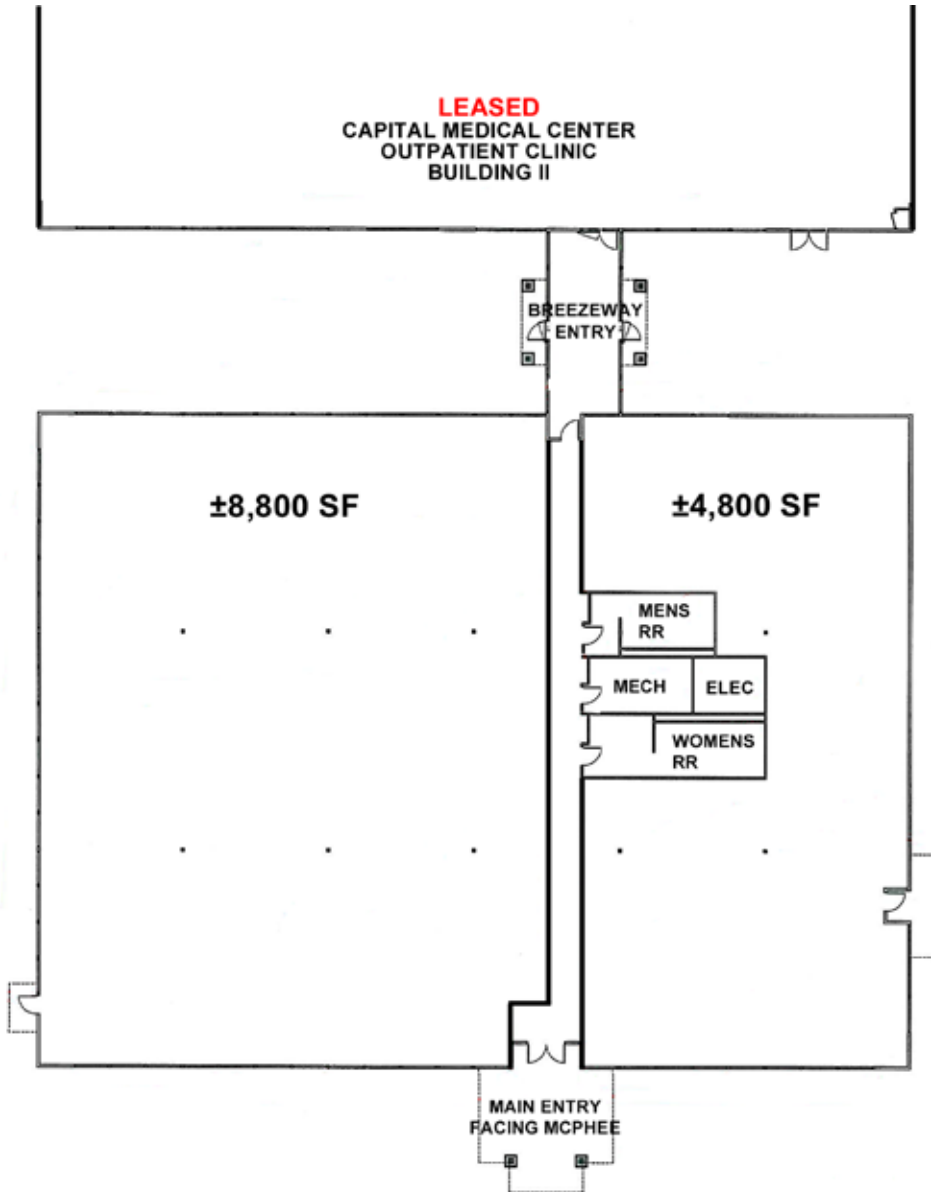 LEASED
CAPITAL MEDICAL CENTER
OUTPATIENT CLINIC
BUILDING II
BREEZEWAY
ENTRY
±8,800 SF
±4,800 SF
MENS
RR
MECH
ELEC
WOMENS
RR
MAIN ENTRY
FACING MCPHEE